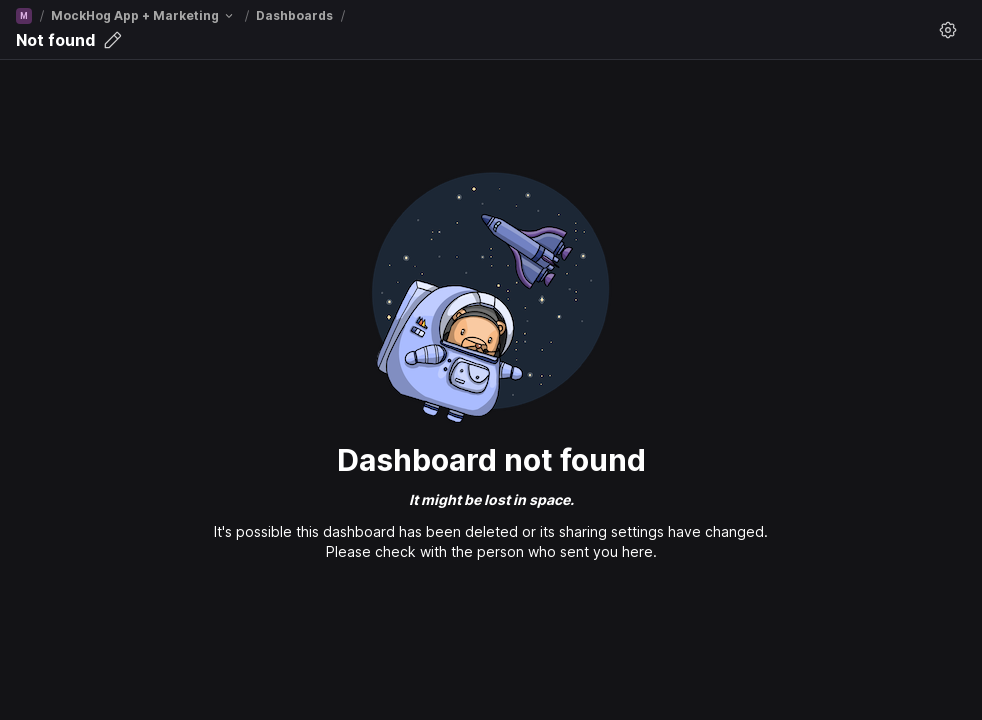 M / MockHog App + Marketing / Dashboards /
Not found
Dashboard not found
It might be lost in space.
It's possible this dashboard has been deleted or its sharing settings have changed.
Please check with the person who sent you here.